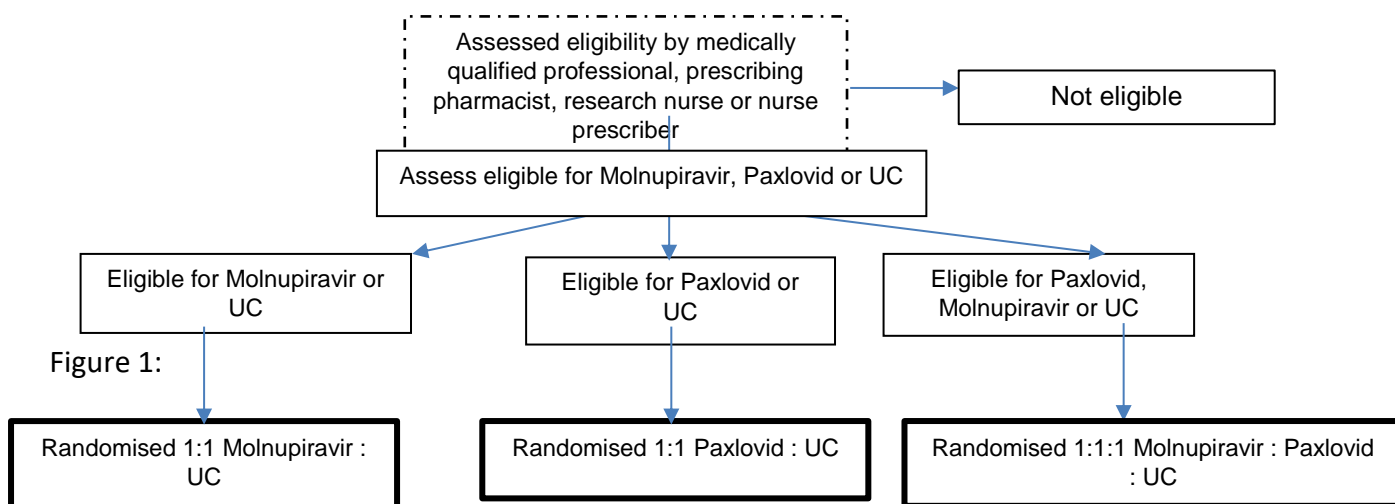 Assessed eligibility by medically
qualified professional, prescribing
pharmacist, research nurse or nurse
prescriber
Not eligible
Assess eligible for Molnupiravir, Paxlovid or UC
Eligible for Molnupiravir or
UC
Eligible for Paxlovid or
UC
Eligible for Paxlovid,
Molnupiravir or UC
Figure 1:
Randomised 1:1 Molnupiravir :
UC
Randomised 1:1 Paxlovid : UC
Randomised 1:1:1 Molnupiravir : Paxlovid
: UC